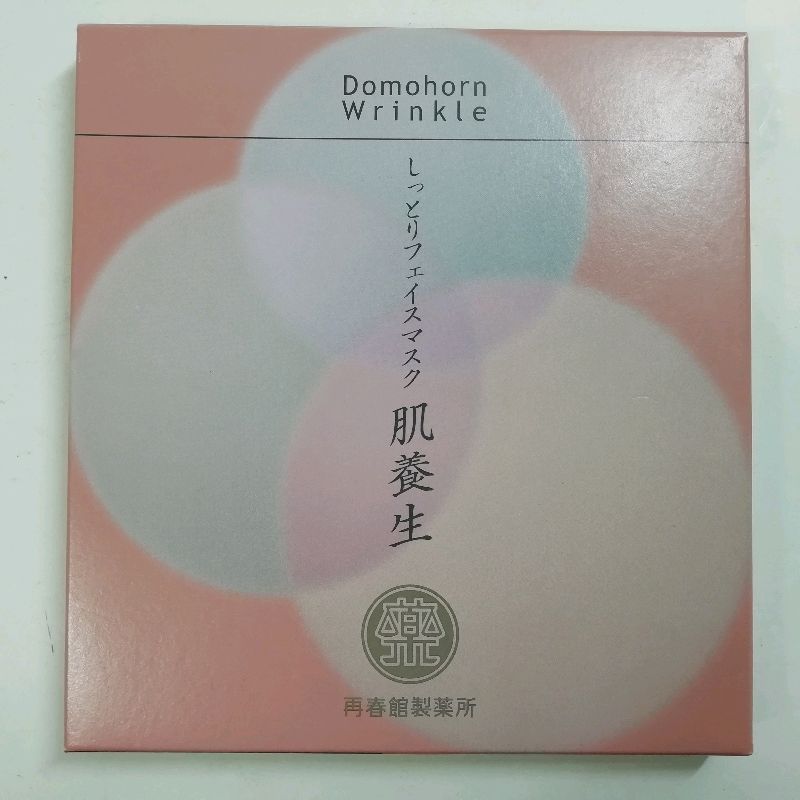 Domohorn
Wrinkle
しっとりフェイスマスク 肌養生
薬
再春館製薬所